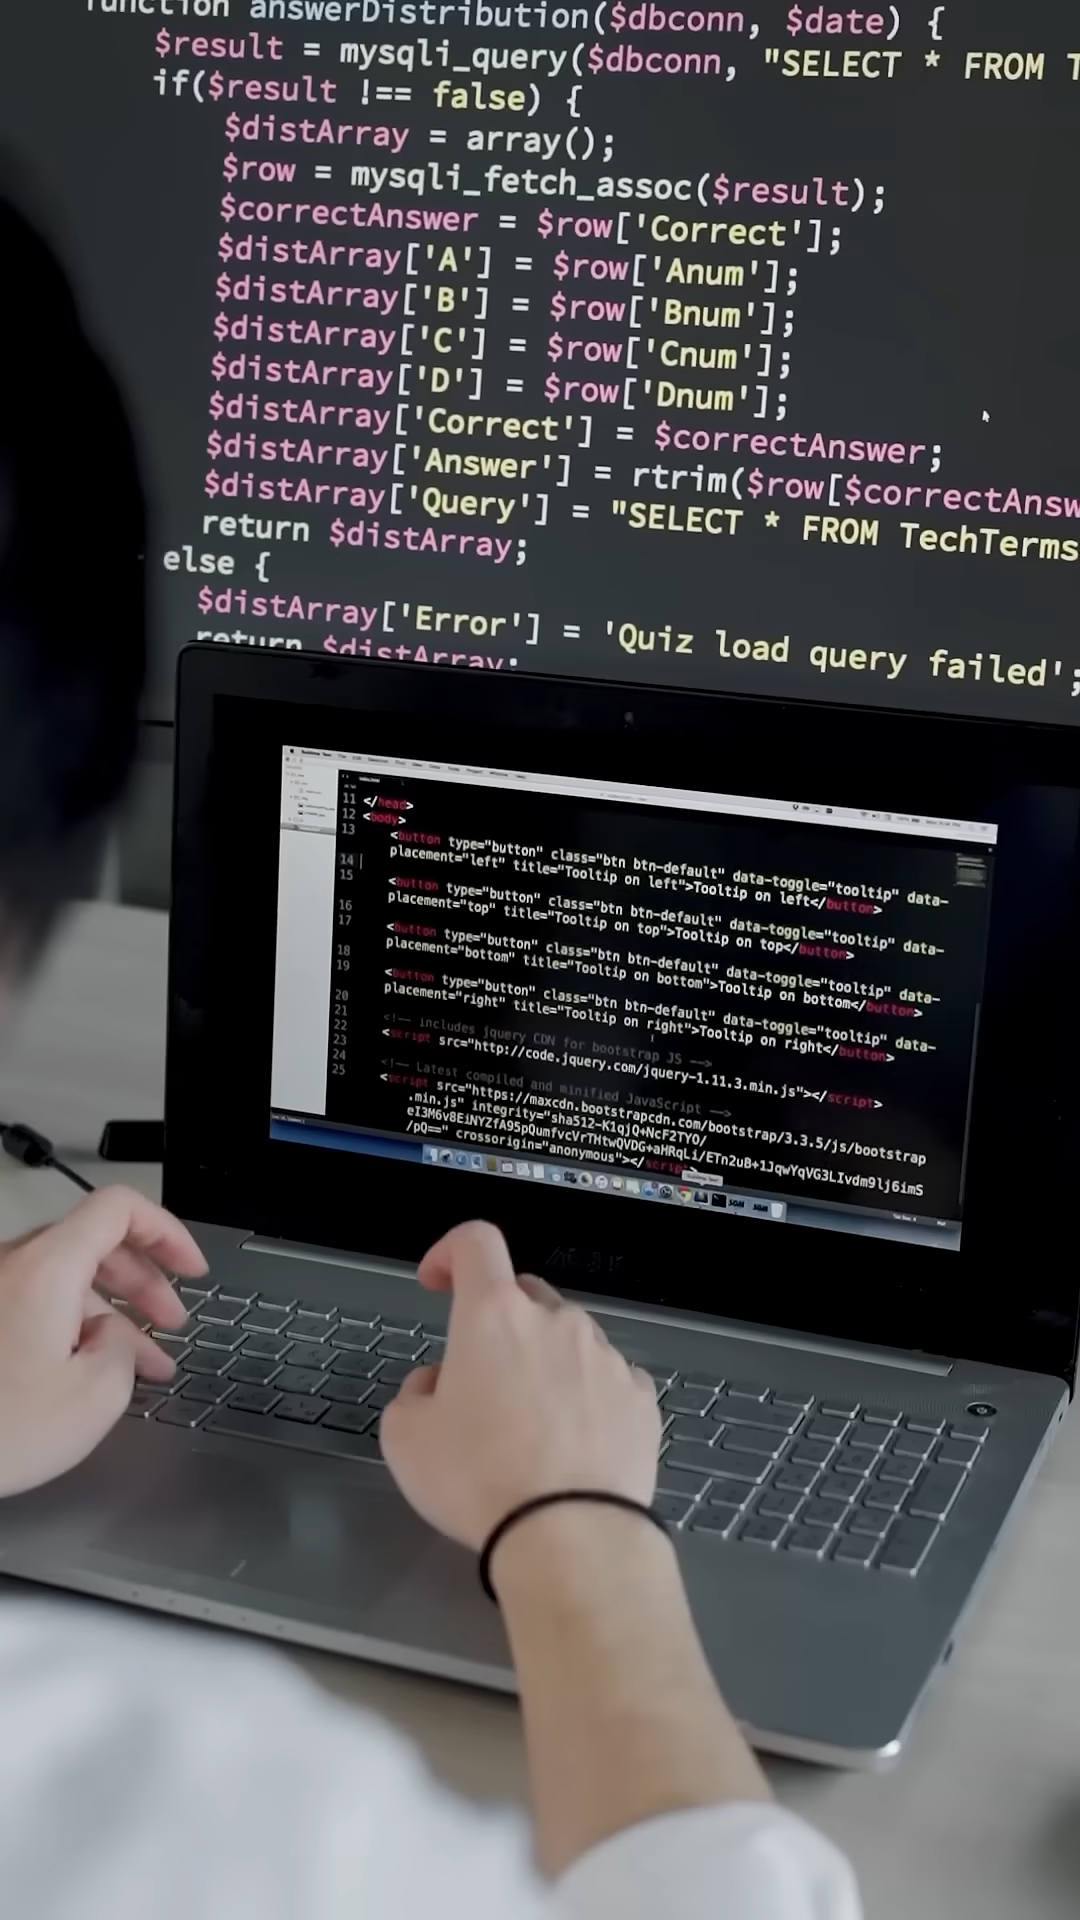 function answerDistribution($dbconn, $date) {
$result = mysqli_query($dbconn, "SELECT * FROM
if($result !== false) {
$distArray = array();
$row = mysqli_fetch_assoc($result);
$correctAnswer = $row['Correct'];
$distArray['A'] = $row['Anum'];
$distArray['B'] = $row['Bnum'];
$distArray['C'] = $row['Cnum'];
$distArray['D'] = $row['Dnum'];
$distArray['Correct'] = $correctAnswer;
$distArray['Answer'] = rtrim($row[$correctAnsw
$distArray['Query'] = "SELECT * FROM TechTerms
return $distArray;
else {
$distArray['Error'] = 'Quiz load query failed';
return $distArray;
11 </head>
12 <body>
13
<button type="button" class="btn btn-default" data-toggle="tooltip" data-
14 placement="left" title="Tooltip on left">Tooltip on left</button>
15
<button type="button" class="btn btn-default" data-toggle="tooltip" data-
16 placement="top" title="Tooltip on top">Tooltip on top</button>
17
<button type="button" class="btn btn-default" data-toggle="tooltip" data-
18 placement="bottom" title="Tooltip on bottom">Tooltip on bottom</button>
19
<button type="button" class="btn btn-default" data-toggle="tooltip" data-
20 placement="right" title="Tooltip on right">Tooltip on right</button>
21
22 <!-- includes jquery CDN for bootstrap JS -->
23 <script src="http://code.jquery.com/jquery-1.11.3.min.js"></script>
24 <!-- Latest compiled and minified JavaScript -->
25 <script src="https://maxcdn.bootstrapcdn.com/bootstrap/3.3.5/js/bootstrap
.min.js" integrity="sha512-K1qjQ+NcF2TYO/
eI3M6v8EiNYZfA95pQumfvcVrTHtwQVDG+aHRqLi/ETn2uB+1JqwYqVG3LIvdm9lj6imS
/pQ==" crossorigin="anonymous"></script>